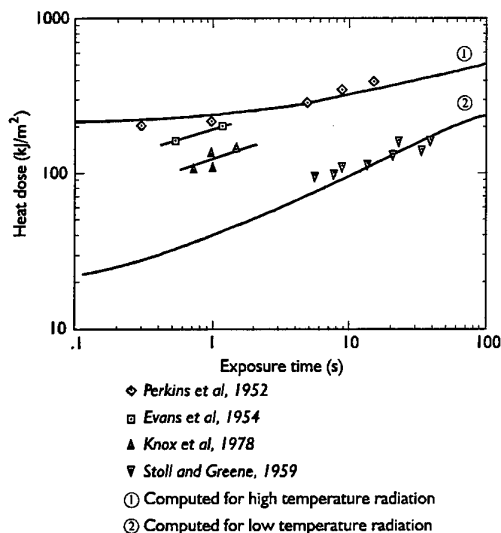 1000
100
10
Heat dose (kJ/m²)
①
②
.1
1
10
100
Exposure time (s)
Perkins et al, 1952
Evans et al, 1954
Knox et al, 1978
Stoll and Greene, 1959
① Computed for high temperature radiation
② Computed for low temperature radiation